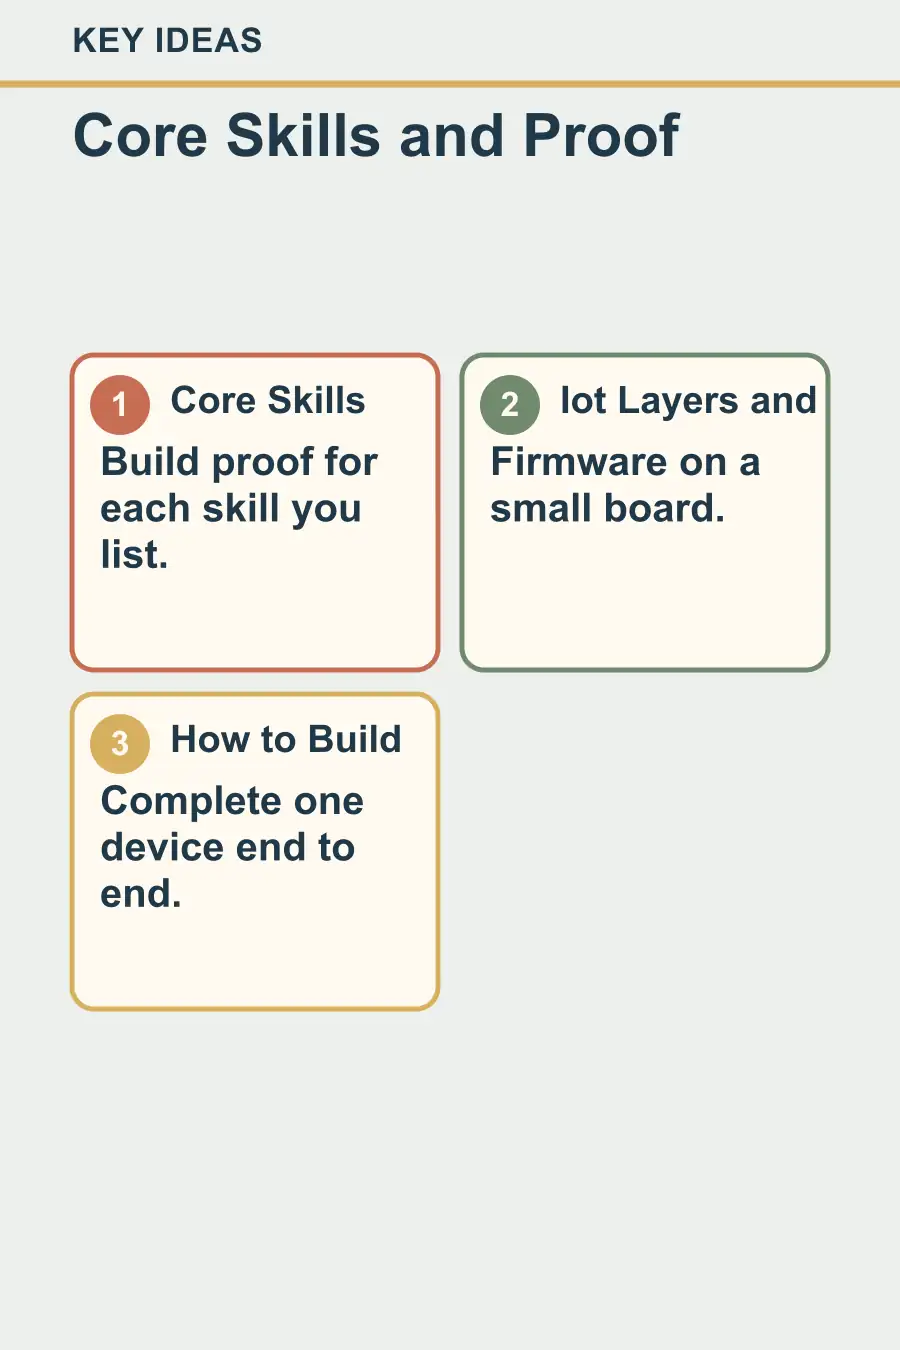 KEY IDEAS
Core Skills and Proof
1 Core Skills
Build proof for
each skill you
list.
2 Iot Layers and
Firmware on a
small board.
3 How to Build
Complete one
device end to
end.